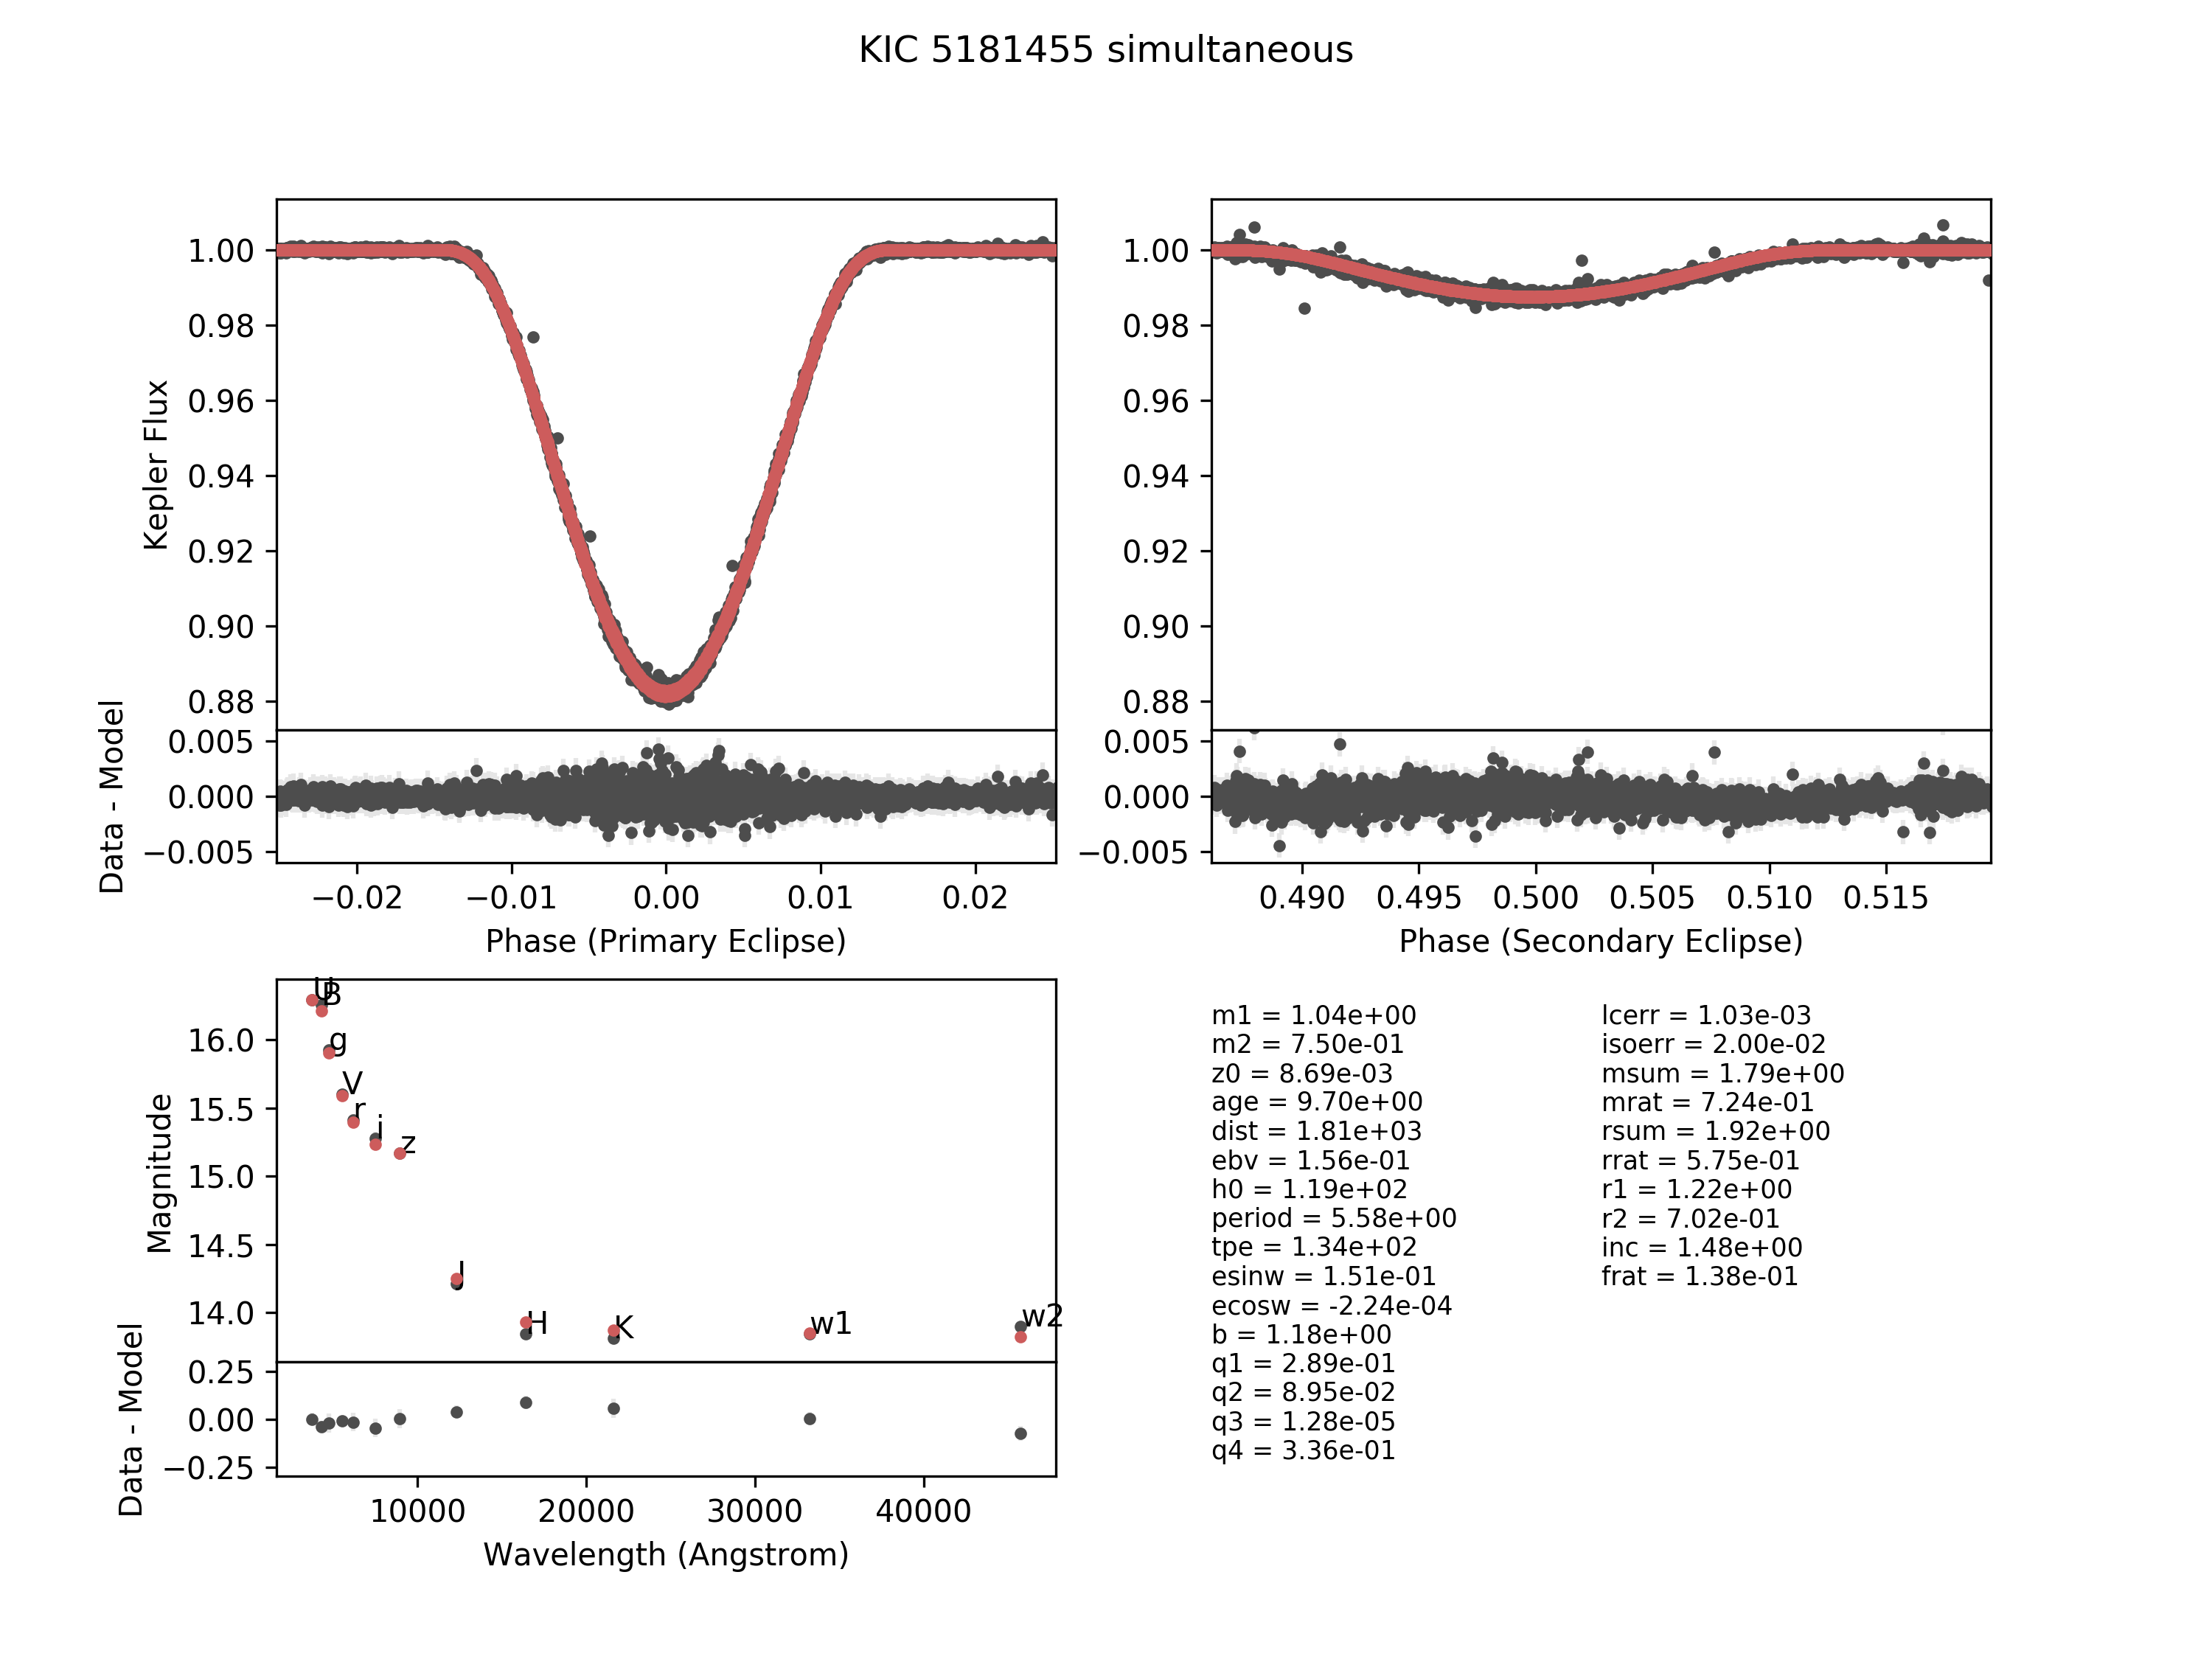 KIC 5181455 simultaneous
Kepler Flux
1.00
0.98
0.96
0.94
0.92
0.90
0.88
Data - Model
0.005
0.000
−0.005
−0.02
−0.01
0.00
0.01
0.02
Phase (Primary Eclipse)
1.00
0.98
0.96
0.94
0.92
0.90
0.88
0.005
0.000
−0.005
0.490
0.495
0.500
0.505
0.510
0.515
Phase (Secondary Eclipse)
Magnitude
16.0
15.5
15.0
14.5
14.0
U
B
g
V
r
i
z
J
H
K
w1
w2
Data - Model
0.25
0.00
−0.25
10000
20000
30000
40000
Wavelength (Angstrom)
m1 = 1.04e+00
m2 = 7.50e-01
z0 = 8.69e-03
age = 9.70e+00
dist = 1.81e+03
ebv = 1.56e-01
h0 = 1.19e+02
period = 5.58e+00
tpe = 1.34e+02
esinw = 1.51e-01
ecosw = -2.24e-04
b = 1.18e+00
q1 = 2.89e-01
q2 = 8.95e-02
q3 = 1.28e-05
q4 = 3.36e-01
lcerr = 1.03e-03
isoerr = 2.00e-02
msum = 1.79e+00
mrat = 7.24e-01
rsum = 1.92e+00
rrat = 5.75e-01
r1 = 1.22e+00
r2 = 7.02e-01
inc = 1.48e+00
frat = 1.38e-01